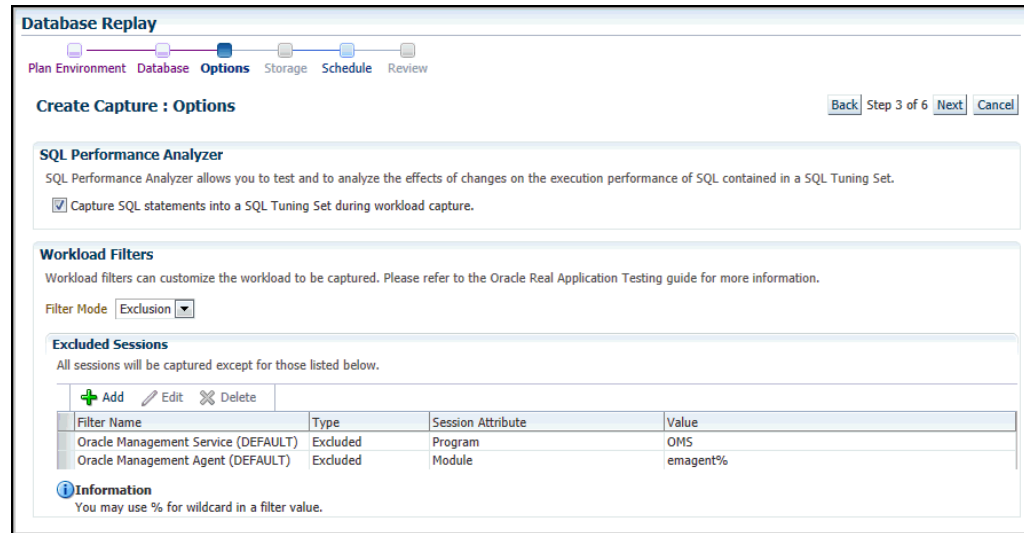 Database Replay
Plan Environment Database Options Storage Schedule Review
Create Capture : Options
Back Step 3 of 6 Next Cancel
SQL Performance Analyzer
SQL Performance Analyzer allows you to test and to analyze the effects of changes on the execution performance of SQL contained in a SQL Tuning Set.
Capture SQL statements into a SQL Tuning Set during workload capture.
Workload Filters
Workload filters can customize the workload to be captured. Please refer to the Oracle Real Application Testing guide for more information.
Filter Mode Exclusion
Excluded Sessions
All sessions will be captured except for those listed below.
Add Edit Delete
Filter Name Type Session Attribute Value
Oracle Management Service (DEFAULT) Excluded Program OMS
Oracle Management Agent (DEFAULT) Excluded Module emagent%
Information
You may use % for wildcard in a filter value.